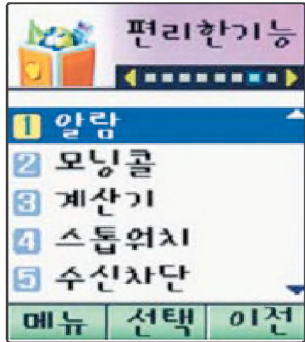 편리한기능
1 알람
2 모닝콜
3 계산기
4 스톱워치
5 수신차단
메뉴 선택 이전